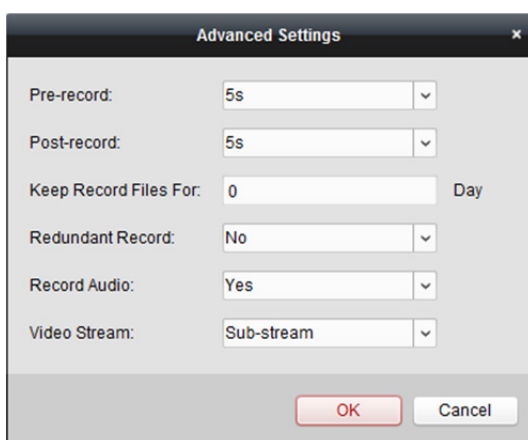 Advanced Settings ×
Pre-record: 5s
Post-record: 5s
Keep Record Files For: 0 Day
Redundant Record: No
Record Audio: Yes
Video Stream: Sub-stream
OK Cancel